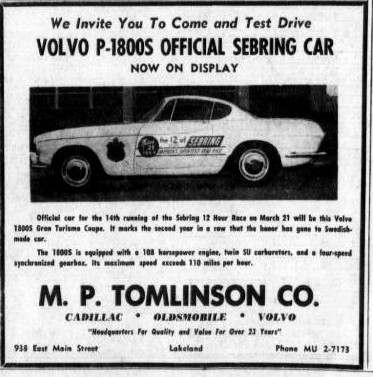 We Invite You To Come and Test Drive
VOLVO P-1800S OFFICIAL SEBRING CAR
NOW ON DISPLAY
the 12 of SEBRING
Official car for the 14th running of the Sebring 12 Hour Race on March 21 will be this Volvo
1800S Gran Turismo Coupe. It marks the second year in a row that the honor has gone to Swedish-
made car.
The 1800S is equipped with a 108 horsepower engine, twin SU carburetors, and a four-speed
synchronized gearbox. Its maximum speed exceeds 110 miles per hour.
M. P. TOMLINSON CO.
CADILLAC • OLDSMOBILE • VOLVO
"Headquarters For Quality and Value For Over 23 Years"
938 East Main Street Lakeland Phone MU 2-7173